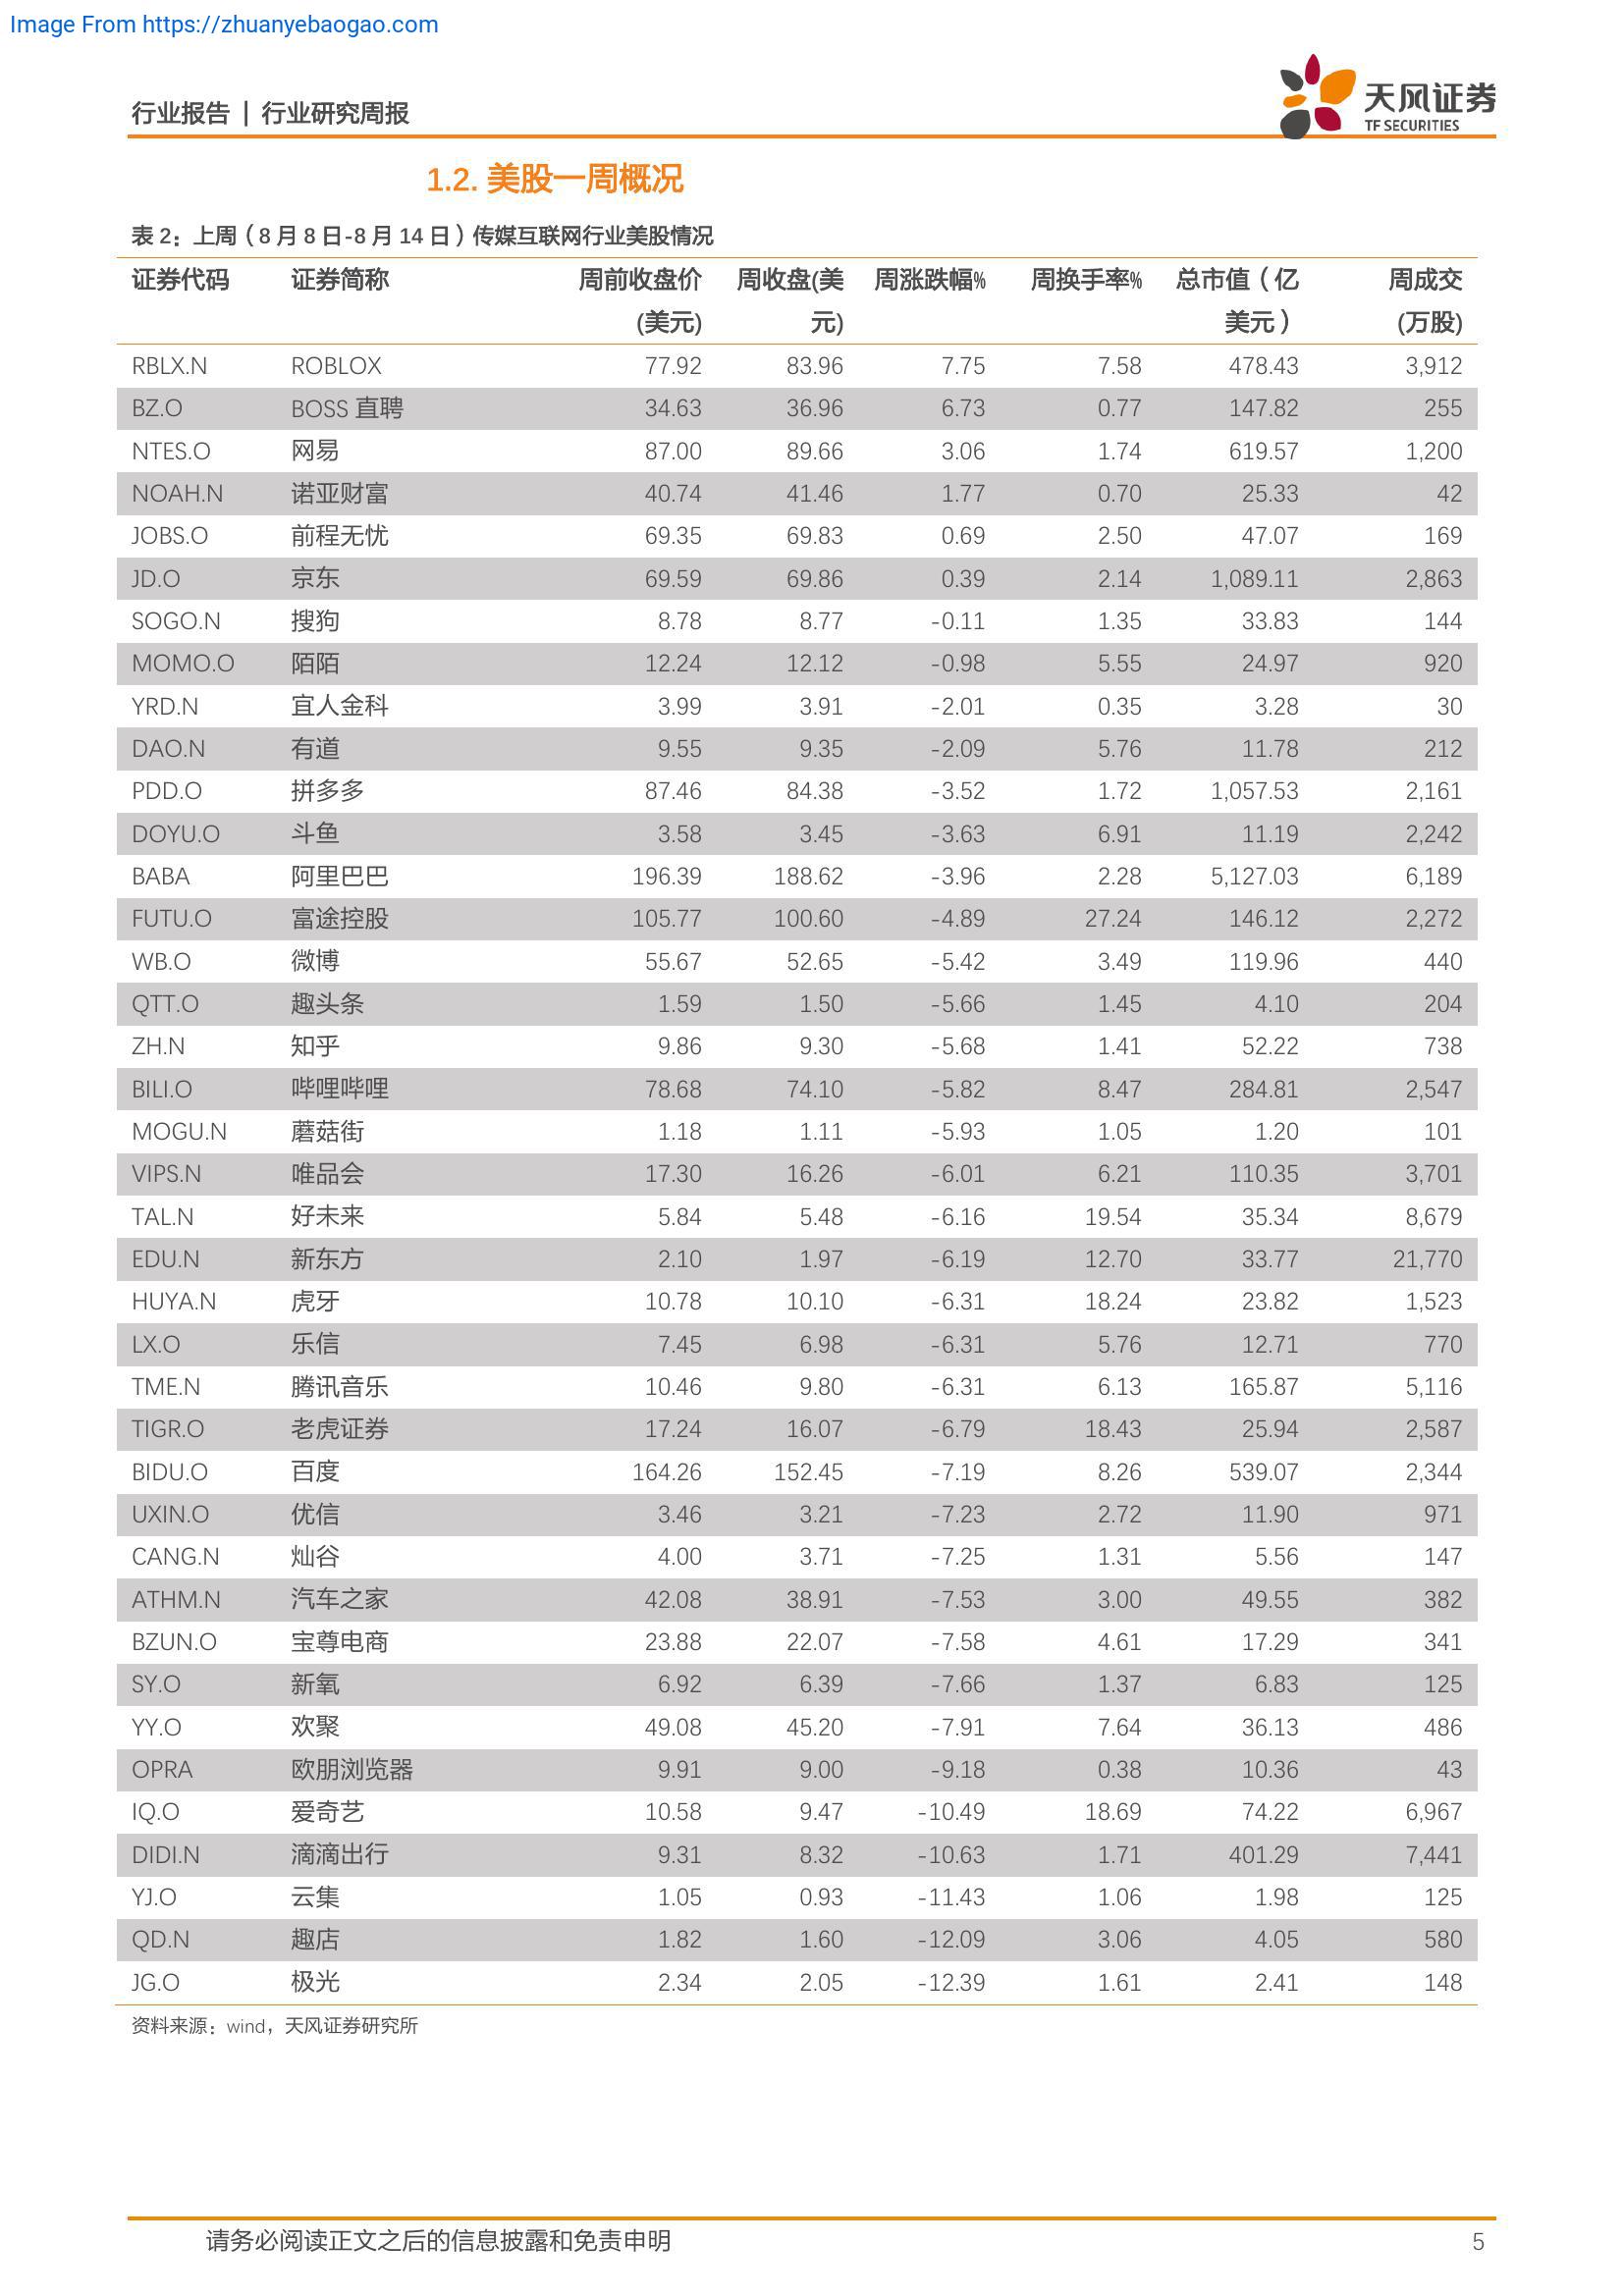 Image From https://zhuanyebaogao.com
行业报告 | 行业研究周报
天风证券
TF SECURITIES
1.2. 美股一周概况
表 2：上周（8 月 8 日-8 月 14 日）传媒互联网行业美股情况
证券代码 证券简称 周前收盘价 周收盘(美 周涨跌幅% 周换手率% 总市值（亿 周成交
(美元) 元) 美元） (万股)
RBLX.N ROBLOX 77.92 83.96 7.75 7.58 478.43 3,912
BZ.O BOSS 直聘 34.63 36.96 6.73 0.77 147.82 255
NTES.O 网易 87.00 89.66 3.06 1.74 619.57 1,200
NOAH.N 诺亚财富 40.74 41.46 1.77 0.70 25.33 42
JOBS.O 前程无忧 69.35 69.83 0.69 2.50 47.07 169
JD.O 京东 69.59 69.86 0.39 2.14 1,089.11 2,863
SOGO.N 搜狗 8.78 8.77 -0.11 1.35 33.83 144
MOMO.O 陌陌 12.24 12.12 -0.98 5.55 24.97 920
YRD.N 宜人金科 3.99 3.91 -2.01 0.35 3.28 30
DAO.N 有道 9.55 9.35 -2.09 5.76 11.78 212
PDD.O 拼多多 87.46 84.38 -3.52 1.72 1,057.53 2,161
DOYU.O 斗鱼 3.58 3.45 -3.63 6.91 11.19 2,242
BABA 阿里巴巴 196.39 188.62 -3.96 2.28 5,127.03 6,189
FUTU.O 富途控股 105.77 100.60 -4.89 27.24 146.12 2,272
WB.O 微博 55.67 52.65 -5.42 3.49 119.96 440
QTT.O 趣头条 1.59 1.50 -5.66 1.45 4.10 204
ZH.N 知乎 9.86 9.30 -5.68 1.41 52.22 738
BILI.O 哔哩哔哩 78.68 74.10 -5.82 8.47 284.81 2,547
MOGU.N 蘑菇街 1.18 1.11 -5.93 1.05 1.20 101
VIPS.N 唯品会 17.30 16.26 -6.01 6.21 110.35 3,701
TAL.N 好未来 5.84 5.48 -6.16 19.54 35.34 8,679
EDU.N 新东方 2.10 1.97 -6.19 12.70 33.77 21,770
HUYA.N 虎牙 10.78 10.10 -6.31 18.24 23.82 1,523
LX.O 乐信 7.45 6.98 -6.31 5.76 12.71 770
TME.N 腾讯音乐 10.46 9.80 -6.31 6.13 165.87 5,116
TIGR.O 老虎证券 17.24 16.07 -6.79 18.43 25.94 2,587
BIDU.O 百度 164.26 152.45 -7.19 8.26 539.07 2,344
UXIN.O 优信 3.46 3.21 -7.23 2.72 11.90 971
CANG.N 灿谷 4.00 3.71 -7.25 1.31 5.56 147
ATHM.N 汽车之家 42.08 38.91 -7.53 3.00 49.55 382
BZUN.O 宝尊电商 23.88 22.07 -7.58 4.61 17.29 341
SY.O 新氧 6.92 6.39 -7.66 1.37 6.83 125
YY.O 欢聚 49.08 45.20 -7.91 7.64 36.13 486
OPRA 欧朋浏览器 9.91 9.00 -9.18 0.38 10.36 43
IQ.O 爱奇艺 10.58 9.47 -10.49 18.69 74.22 6,967
DIDI.N 滴滴出行 9.31 8.32 -10.63 1.71 401.29 7,441
YJ.O 云集 1.05 0.93 -11.43 1.06 1.98 125
QD.N 趣店 1.82 1.60 -12.09 3.06 4.05 580
JG.O 极光 2.34 2.05 -12.39 1.61 2.41 148
资料来源：wind，天风证券研究所
请务必阅读正文之后的信息披露和免责申明 5